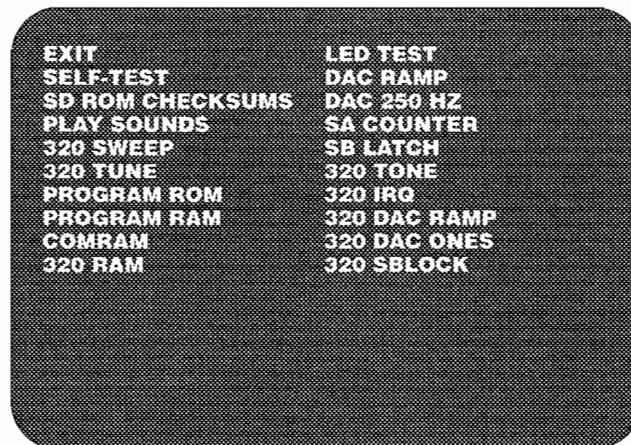 EXIT
SELF-TEST
SD ROM CHECKSUMS
PLAY SOUNDS
320 SWEEP
320 TUNE
PROGRAM ROM
PROGRAM RAM
COMRAM
320 RAM
LED TEST
DAC RAMP
DAC 250 HZ
SA COUNTER
SB LATCH
320 TONE
320 IRQ
320 DAC RAMP
320 DAC ONES
320 SBLOCK